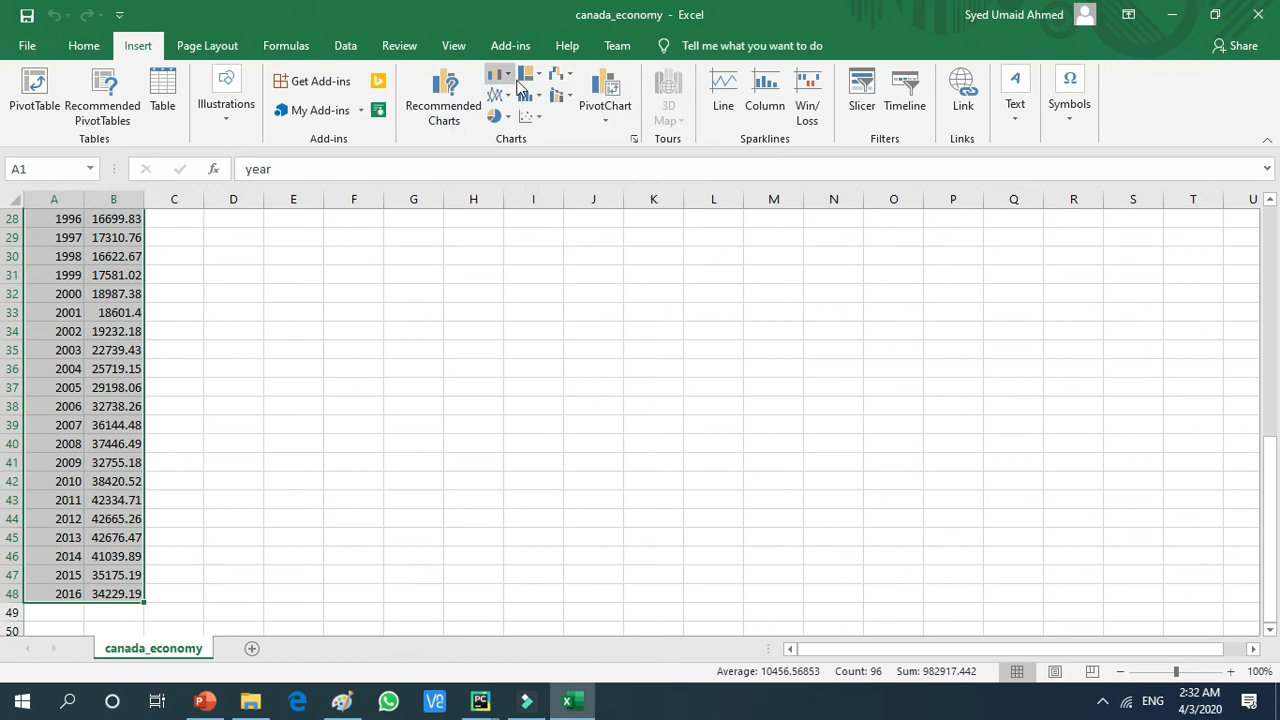 canada_economy - Excel
Syed Umaid Ahmed
File Home Insert Page Layout Formulas Data Review View Add-ins Help Team Tell me what you want to do Share
PivotTable Recommended PivotTables Table
Tables
Illustrations
Get Add-ins
My Add-ins
Add-ins
Recommended Charts
PivotChart
Charts
3D Map
Tours
Line Column Win/Loss
Sparklines
Slicer Timeline
Filters
Link
Links
Text
Symbols
A1 fx year
A B C D E F G H I J K L M N O P Q R S T U
28 1996 16699.83
29 1997 17310.76
30 1998 16622.67
31 1999 17581.02
32 2000 18987.38
33 2001 18601.4
34 2002 19232.18
35 2003 22739.43
36 2004 25719.15
37 2005 29198.06
38 2006 32738.26
39 2007 36144.48
40 2008 37446.49
41 2009 32755.18
42 2010 38420.52
43 2011 42334.71
44 2012 42665.26
45 2013 42676.47
46 2014 41039.89
47 2015 35175.19
48 2016 34229.19
49
50
canada_economy
Average: 10456.56853 Count: 96 Sum: 982917.442 100%
ENG
2:32 AM
4/3/2020